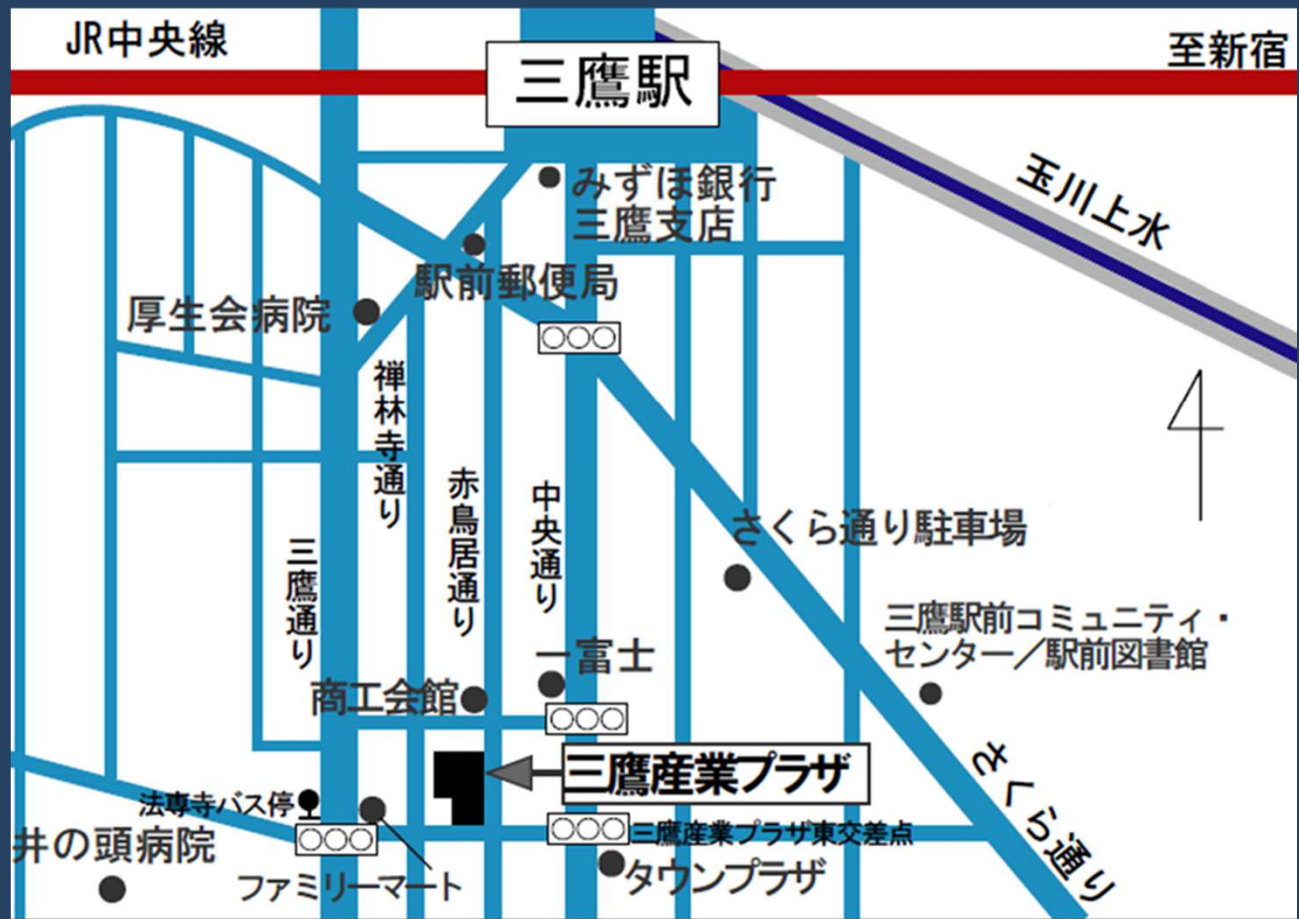 JR中央線
至新宿
三鷹駅
玉川上水
みずほ銀行
三鷹支店
駅前郵便局
厚生会病院
禅林寺通り
赤鳥居通り
中央通り
三鷹通り
さくら通り駐車場
三鷹駅前コミュニティ・
センター／駅前図書館
一富士
商工会館
三鷹産業プラザ
さくら通り
法専寺バス停
三鷹産業プラザ東交差点
井の頭病院
ファミリーマート
タウンプラザ